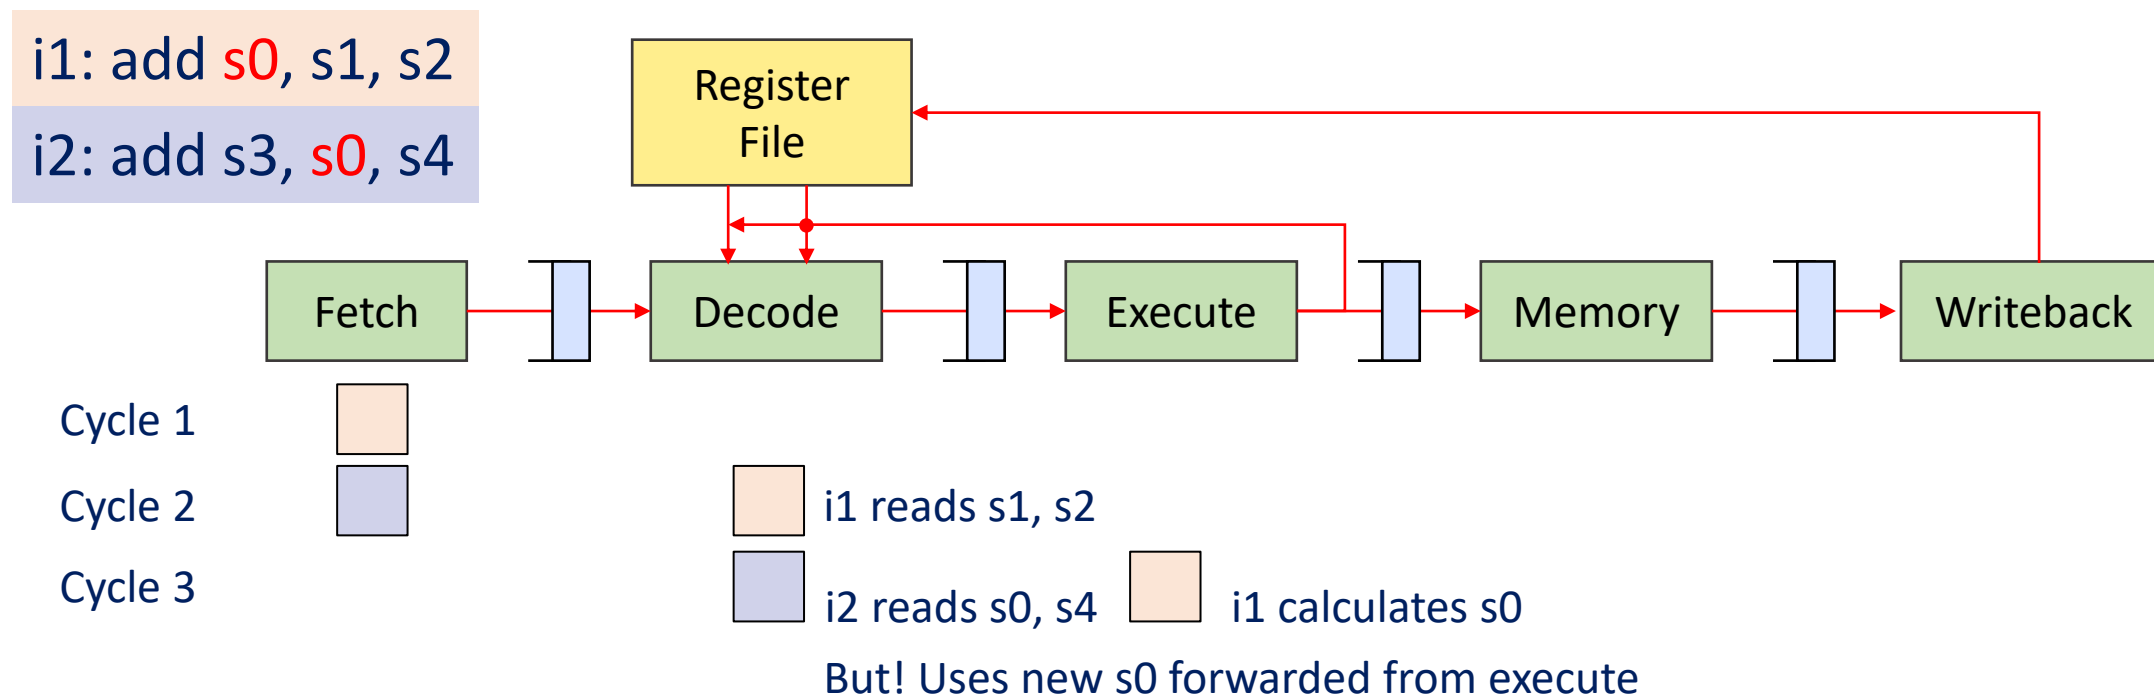 i1: add s0, s1, s2
i2: add s3, s0, s4
Register
File
Fetch
Decode
Execute
Memory
Writeback
Cycle 1
Cycle 2
i1 reads s1, s2
Cycle 3
i2 reads s0, s4
i1 calculates s0
But! Uses new s0 forwarded from execute